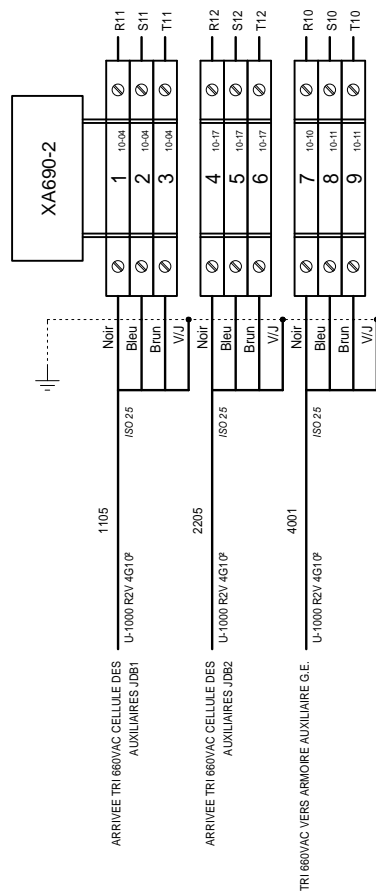 XA690-2
R11
1
10-04
S11
2
10-04
T11
3
10-04
R12
4
10-17
S12
5
10-17
T12
6
10-17
R10
7
10-10
S10
8
10-11
T10
9
10-11
Noir
Bleu
Brun
V/J
ISO 25
1105
U-1000 R2V 4G10²
ARRIVEE TRI 660VAC CELLULE DES
AUXILIAIRES JDB1
Noir
Bleu
Brun
V/J
ISO 25
2205
U-1000 R2V 4G10²
ARRIVEE TRI 660VAC CELLULE DES
AUXILIAIRES JDB2
Noir
Bleu
Brun
V/J
ISO 25
4001
U-1000 R2V 4G10²
TRI 660VAC VERS ARMOIRE AUXILIAIRE G.E.